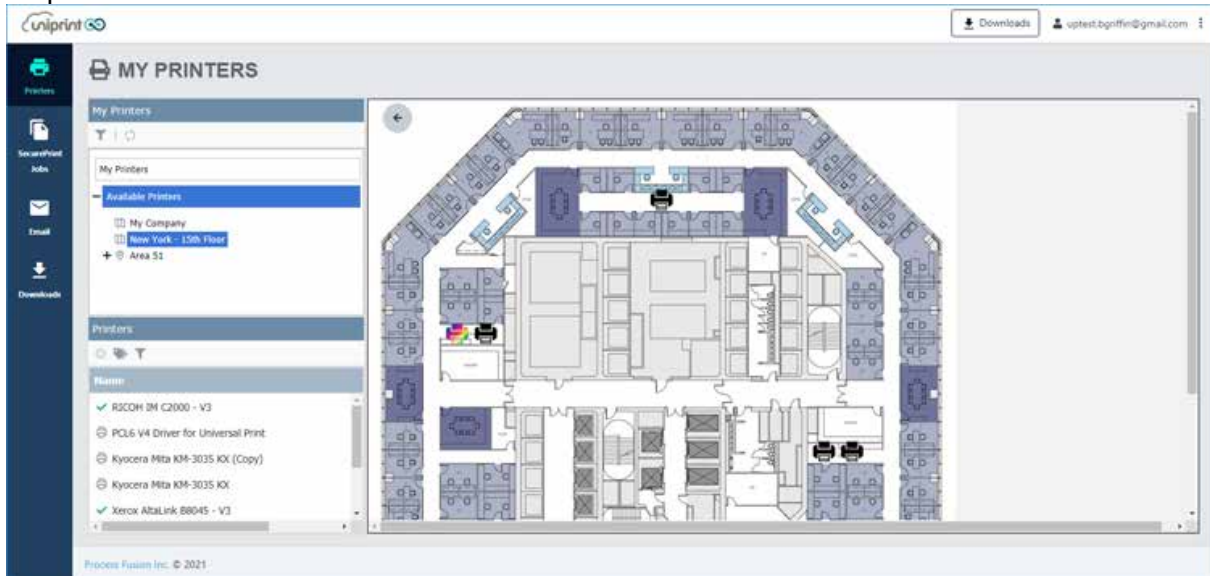 uniprint
Downloads
uptest.bgriffin@gmail.com
Printers
SecurePrint
Jobs
Email
Downloads
MY PRINTERS
My Printers
My Printers
Available Printers
My Company
New York - 15th Floor
Area 51
Printers
Name
RICOH IM C2000 - V3
PCL6 V4 Driver for Universal Print
Kyocera Mita KM-3035 KX (Copy)
Kyocera Mita KM-3035 KX
Xerox AltaLink B8045 - V3
Process Fusion Inc. © 2021